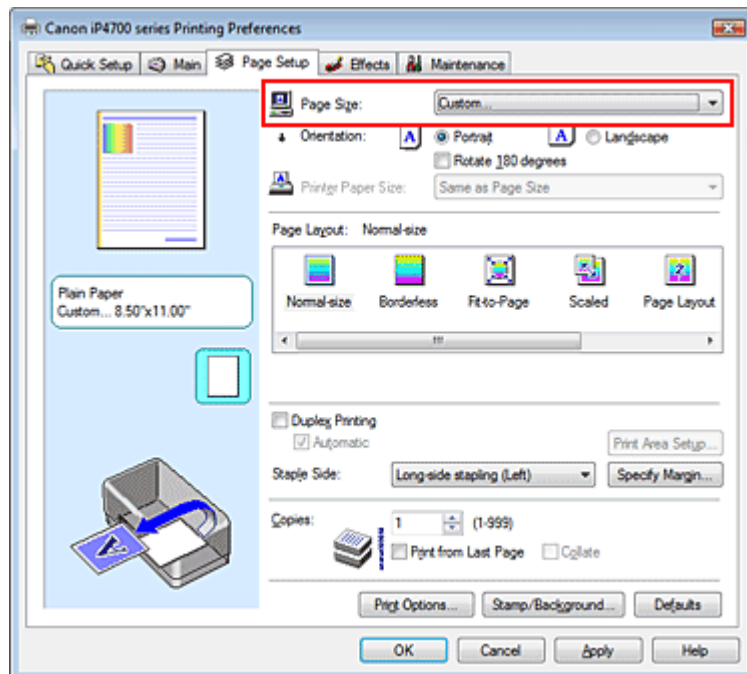 Canon iP4700 series Printing Preferences
Quick Setup Main Page Setup Effects Maintenance
Page Size: Custom...
Orientation: A Portrait A Landscape
Rotate 180 degrees
Printer Paper Size: Same as Page Size
Page Layout: Normal-size
Normal-size Borderless Fit-to-Page Scaled Page Layout
Plain Paper
Custom... 8.50"x11.00"
Duplex Printing
Automatic
Print Area Setup...
Staple Side: Long-side stapling (Left) Specify Margin...
Copies: 1 (1-999)
Print from Last Page Collate
Print Options... Stamp/Background... Defaults
OK Cancel Apply Help